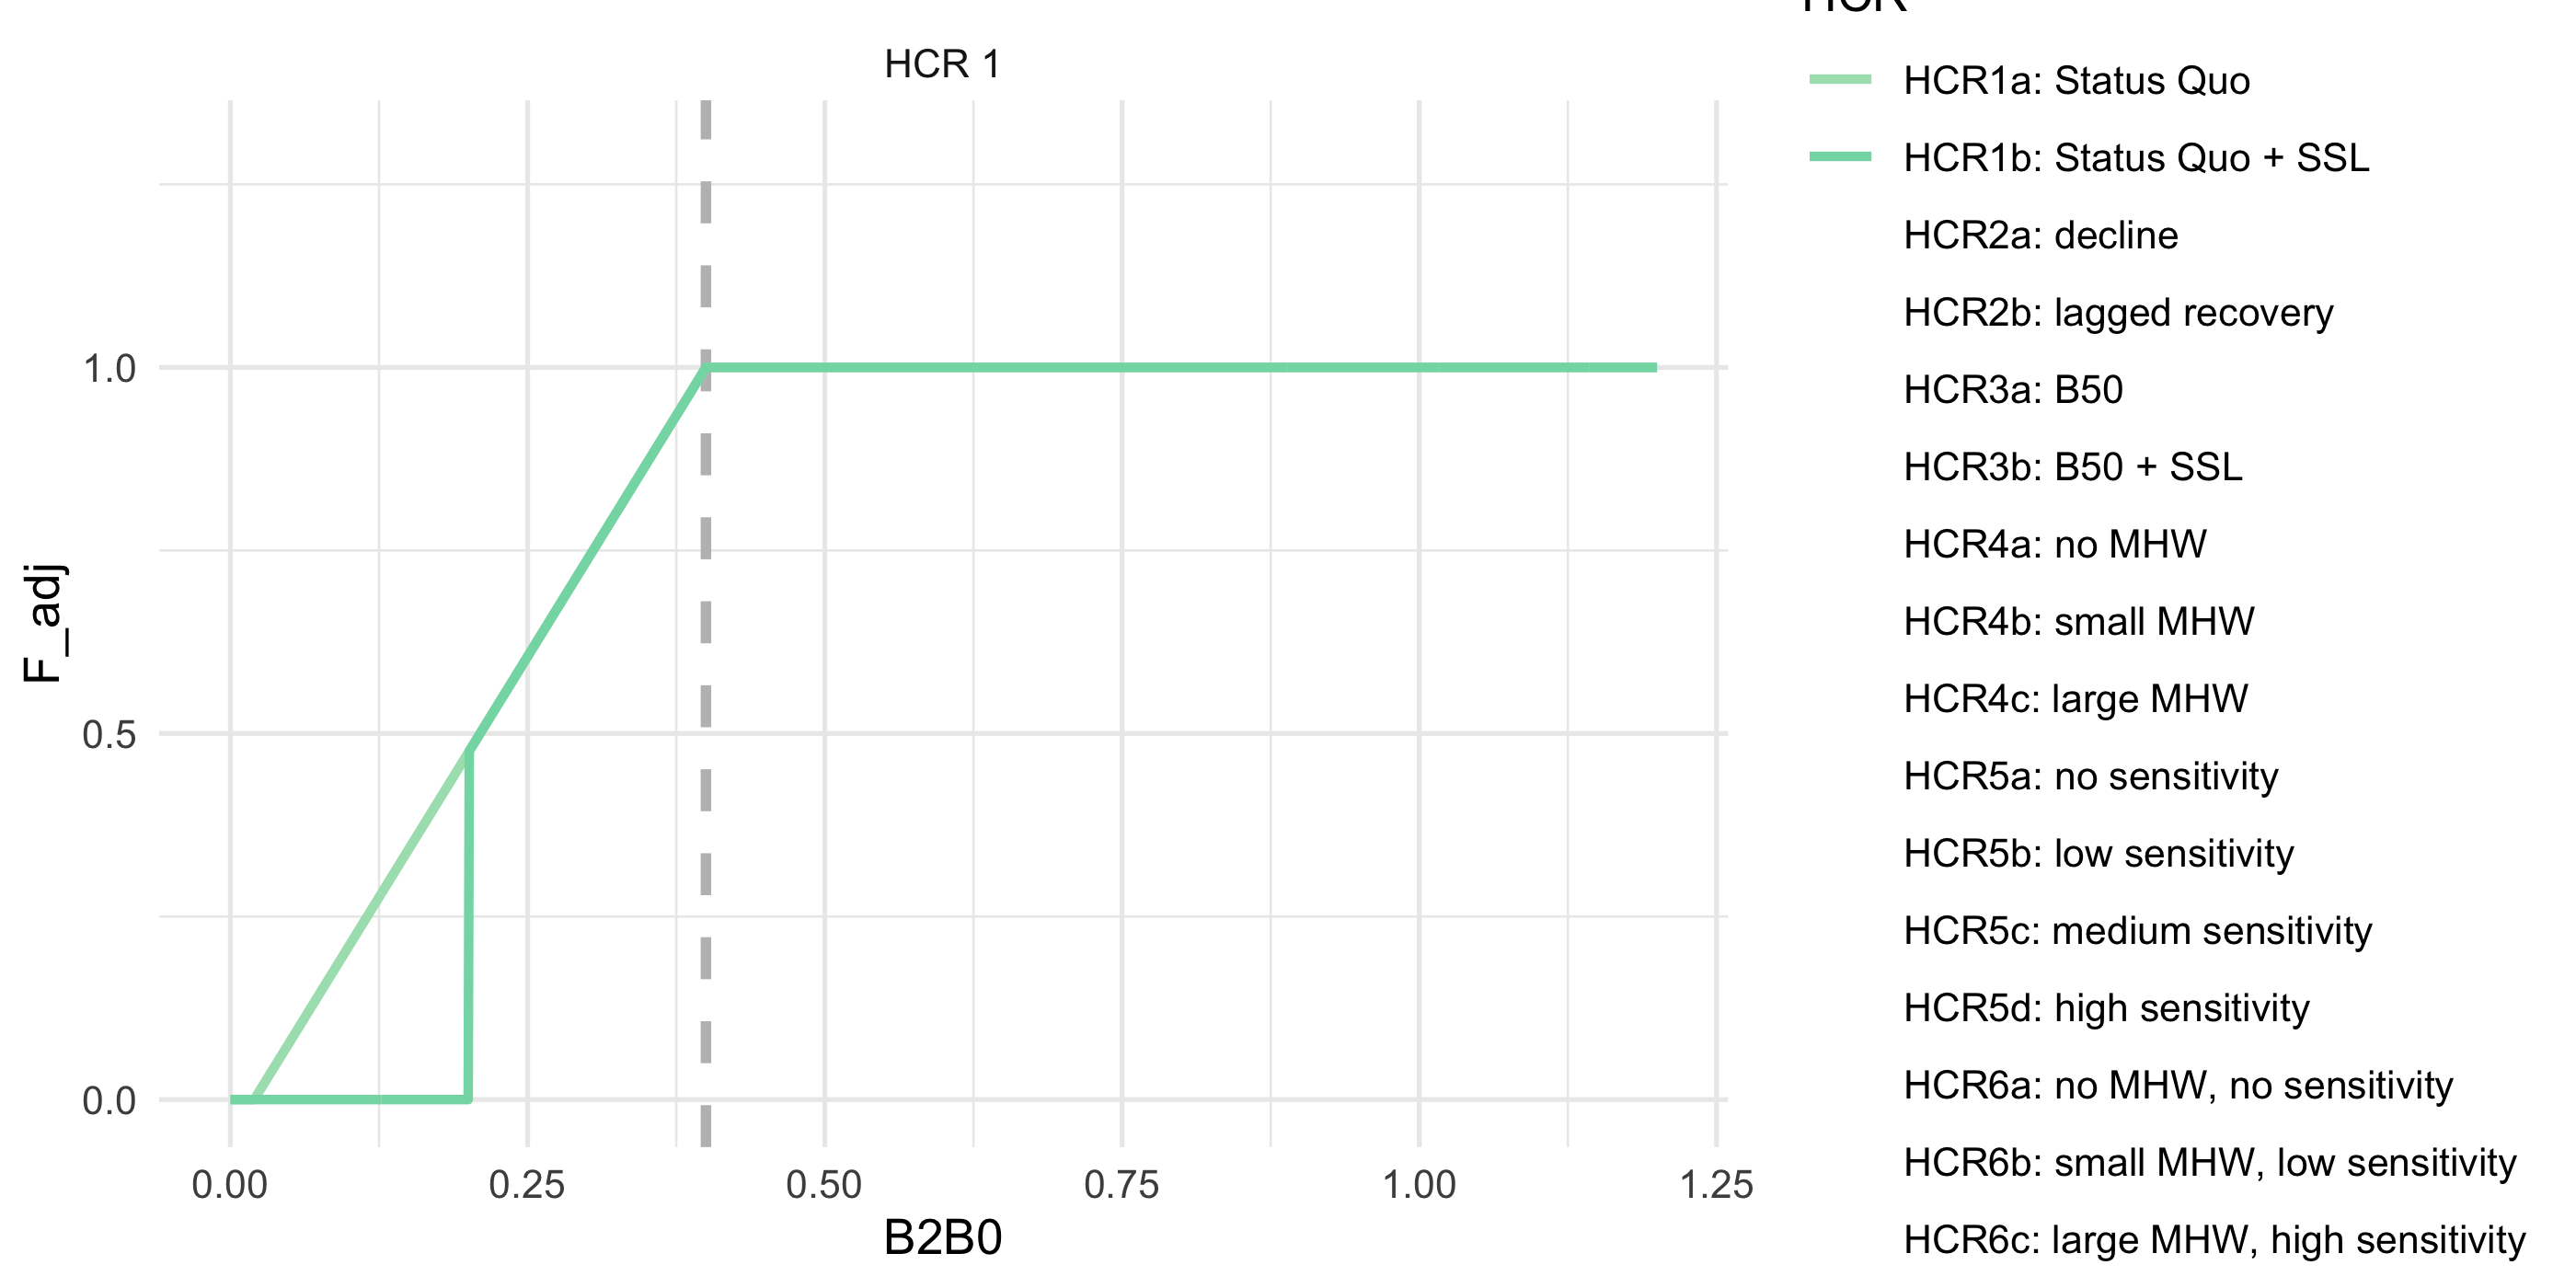 HCR
HCR 1
HCR1a: Status Quo
HCR1b: Status Quo + SSL
HCR2a: decline
HCR2b: lagged recovery
HCR3a: B50
HCR3b: B50 + SSL
HCR4a: no MHW
HCR4b: small MHW
HCR4c: large MHW
HCR5a: no sensitivity
HCR5b: low sensitivity
HCR5c: medium sensitivity
HCR5d: high sensitivity
HCR6a: no MHW, no sensitivity
HCR6b: small MHW, low sensitivity
HCR6c: large MHW, high sensitivity
F_adj
1.0
0.5
0.0
0.00 0.25 0.50 0.75 1.00 1.25
B2B0